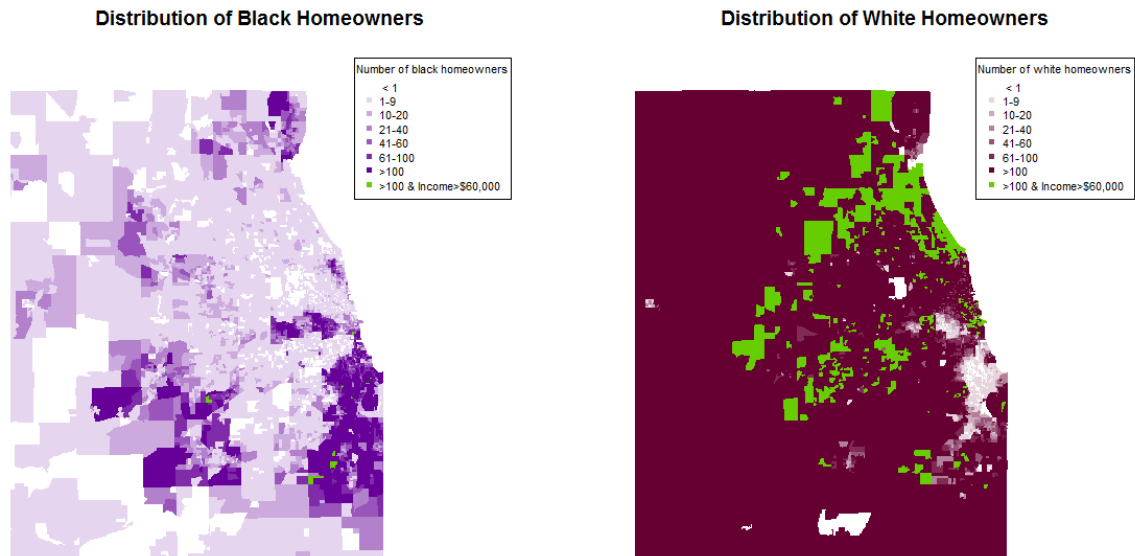 Distribution of Black Homeowners
Number of black homeowners
< 1
1-9
10-20
21-40
41-60
61-100
>100
>100 & Income>$60,000
Distribution of White Homeowners
Number of white homeowners
< 1
1-9
10-20
21-40
41-60
61-100
>100
>100 & Income>$60,000